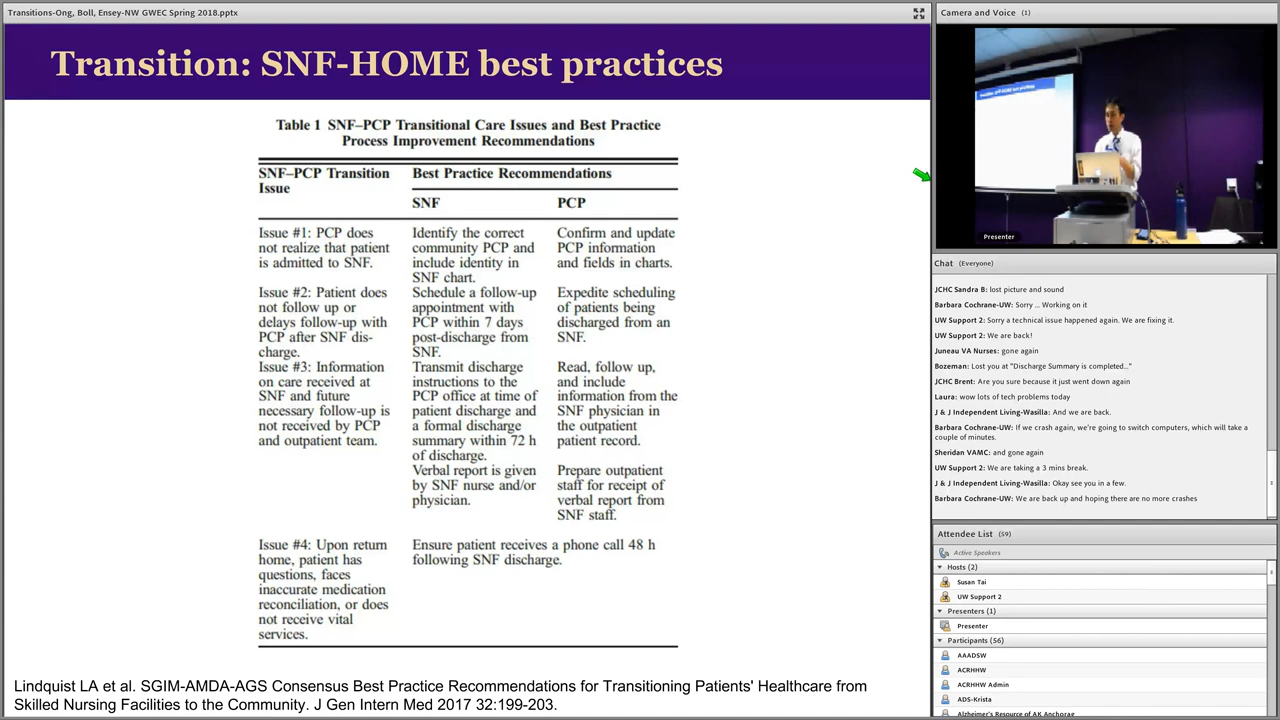 Transitions-Ong, Boll, Ensey-NW GWEC Spring 2018.pptx
Transition: SNF-HOME best practices
Table 1 SNF–PCP Transitional Care Issues and Best Practice
Process Improvement Recommendations
SNF–PCP Transition
Issue
Best Practice Recommendations
SNF
PCP
Issue #1: PCP does
not realize that patient
is admitted to SNF.
Identify the correct
community PCP and
include identity in
SNF chart.
Confirm and update
PCP information
and fields in charts.
Issue #2: Patient does
not follow up or
delays follow-up with
PCP after SNF dis-
charge.
Schedule a follow-up
appointment with
PCP within 7 days
post-discharge from
SNF.
Expedite scheduling
of patients being
discharged from an
SNF.
Issue #3: Information
on care received at
SNF and future
necessary follow-up is
not received by PCP
and outpatient team.
Transmit discharge
instructions to the
PCP office at time of
patient discharge and
a formal discharge
summary within 72 h
of discharge.
Read, follow up,
and include
information from the
SNF physician in
the outpatient
patient record.
Verbal report is given
by SNF nurse and/or
physician.
Prepare outpatient
staff for receipt of
verbal report from
SNF staff.
Issue #4: Upon return
home, patient has
questions, faces
inaccurate medication
reconciliation, or does
not receive vital
services.
Ensure patient receives a phone call 48 h
following SNF discharge.
Lindquist LA et al. SGIM-AMDA-AGS Consensus Best Practice Recommendations for Transitioning Patients' Healthcare from
Skilled Nursing Facilities to the Community. J Gen Intern Med 2017 32:199-203.
Camera and Voice (1)
Transition: SNF-HOME best practices
Presenter
Chat (Everyone)
JCHC Sandra B: lost picture and sound
Barbara Cochrane-UW: Sorry ... Working on it
UW Support 2: Sorry a technical issue happened again. We are fixing it.
UW Support 2: We are back!
Juneau VA Nurses: gone again
Bozeman: Lost you at "Discharge Summary is completed..."
JCHC Brent: Are you sure because it just went down again
Laura: wow lots of tech problems today
J & J Independent Living-Wasilla: And we are back.
Barbara Cochrane-UW: If we crash again, we're going to switch computers, which will take a
couple of minutes.
Sheridan VAMC: and gone again
UW Support 2: We are taking a 3 mins break.
J & J Independent Living-Wasilla: Okay see you in a few.
Barbara Cochrane-UW: We are back up and hoping there are no more crashes
Attendee List (59)
Active Speakers
Hosts (2)
Susan Tai
UW Support 2
Presenters (1)
Presenter
Participants (56)
AAADSW
ACRHHW
ACRHHW Admin
ADS-Krista
Alzheimer's Resource of AK Anchorag